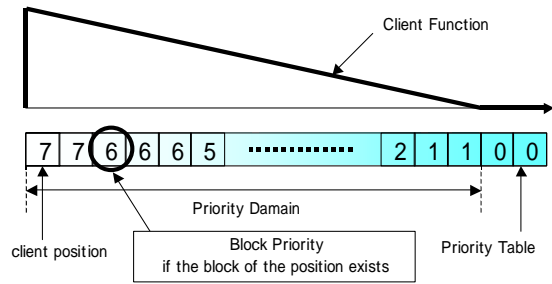 Client Function
7 7 6 6 6 5 2 1 1 0 0
Priority Damain
client position
Block Priority
if the block of the position exists
Priority Table